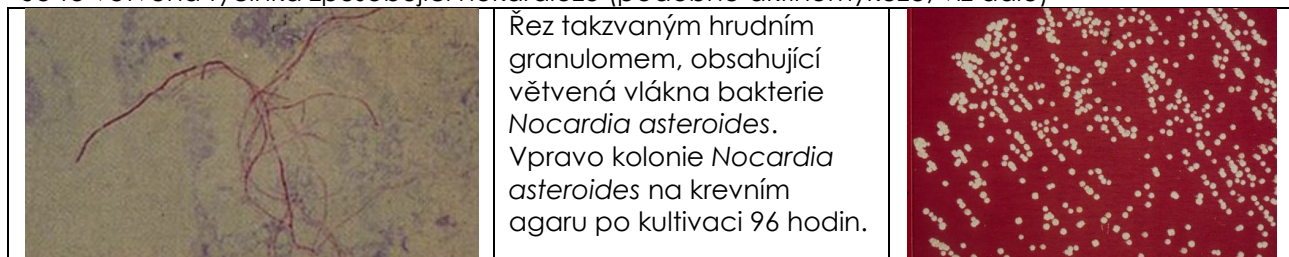 Řez takzvaným hrudním
granulomem, obsahující
větvená vlákna bakterie
Nocardia asteroides.
Vpravo kolonie Nocardia
asteroides na krevním
agaru po kultivaci 96 hodin.